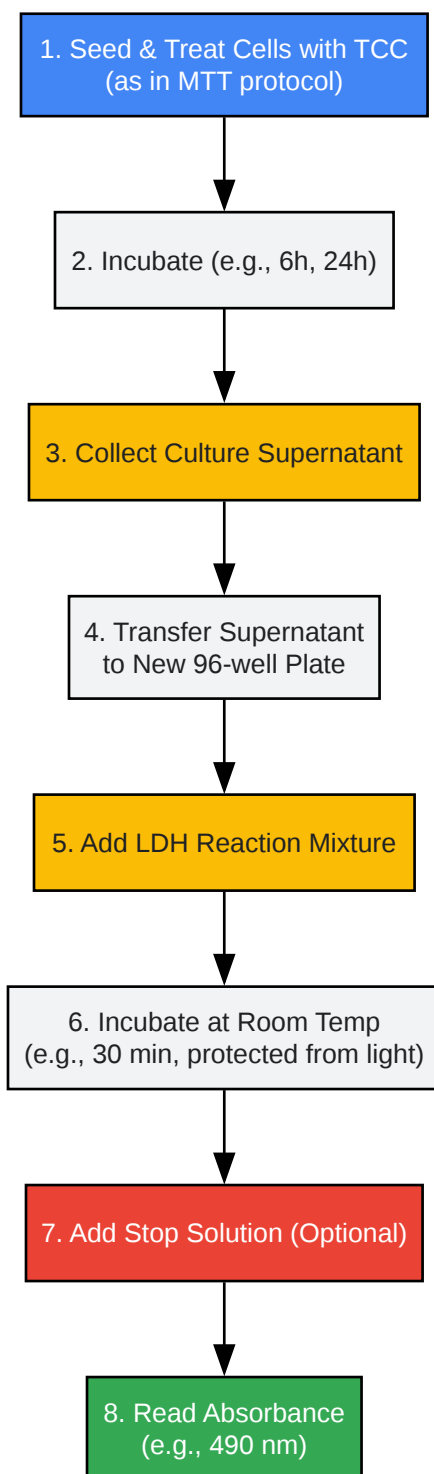 1. Seed & Treat Cells with TCC
(as in MTT protocol)
2. Incubate (e.g., 6h, 24h)
3. Collect Culture Supernatant
4. Transfer Supernatant
to New 96-well Plate
5. Add LDH Reaction Mixture
6. Incubate at Room Temp
(e.g., 30 min, protected from light)
7. Add Stop Solution (Optional)
8. Read Absorbance
(e.g., 490 nm)